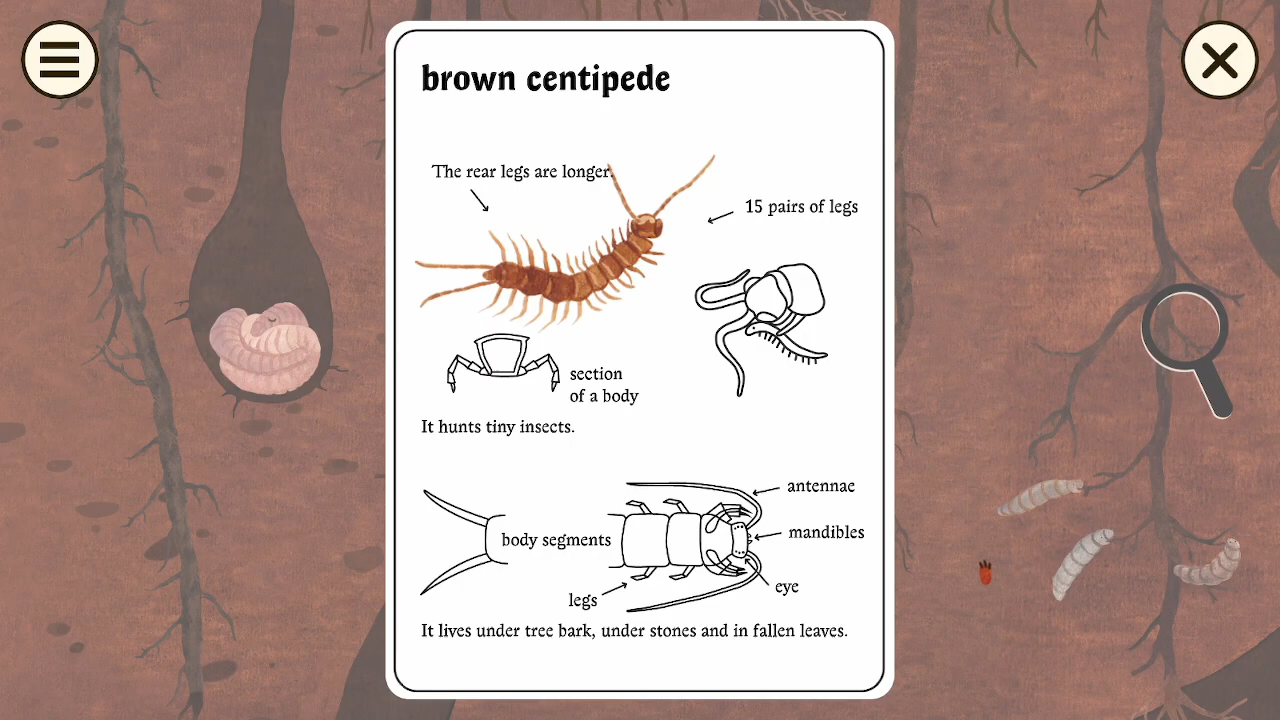 brown centipede
The rear legs are longer.
15 pairs of legs
section
of a body
It hunts tiny insects.
antennae
body segments
mandibles
eye
legs
It lives under tree bark, under stones and in fallen leaves.